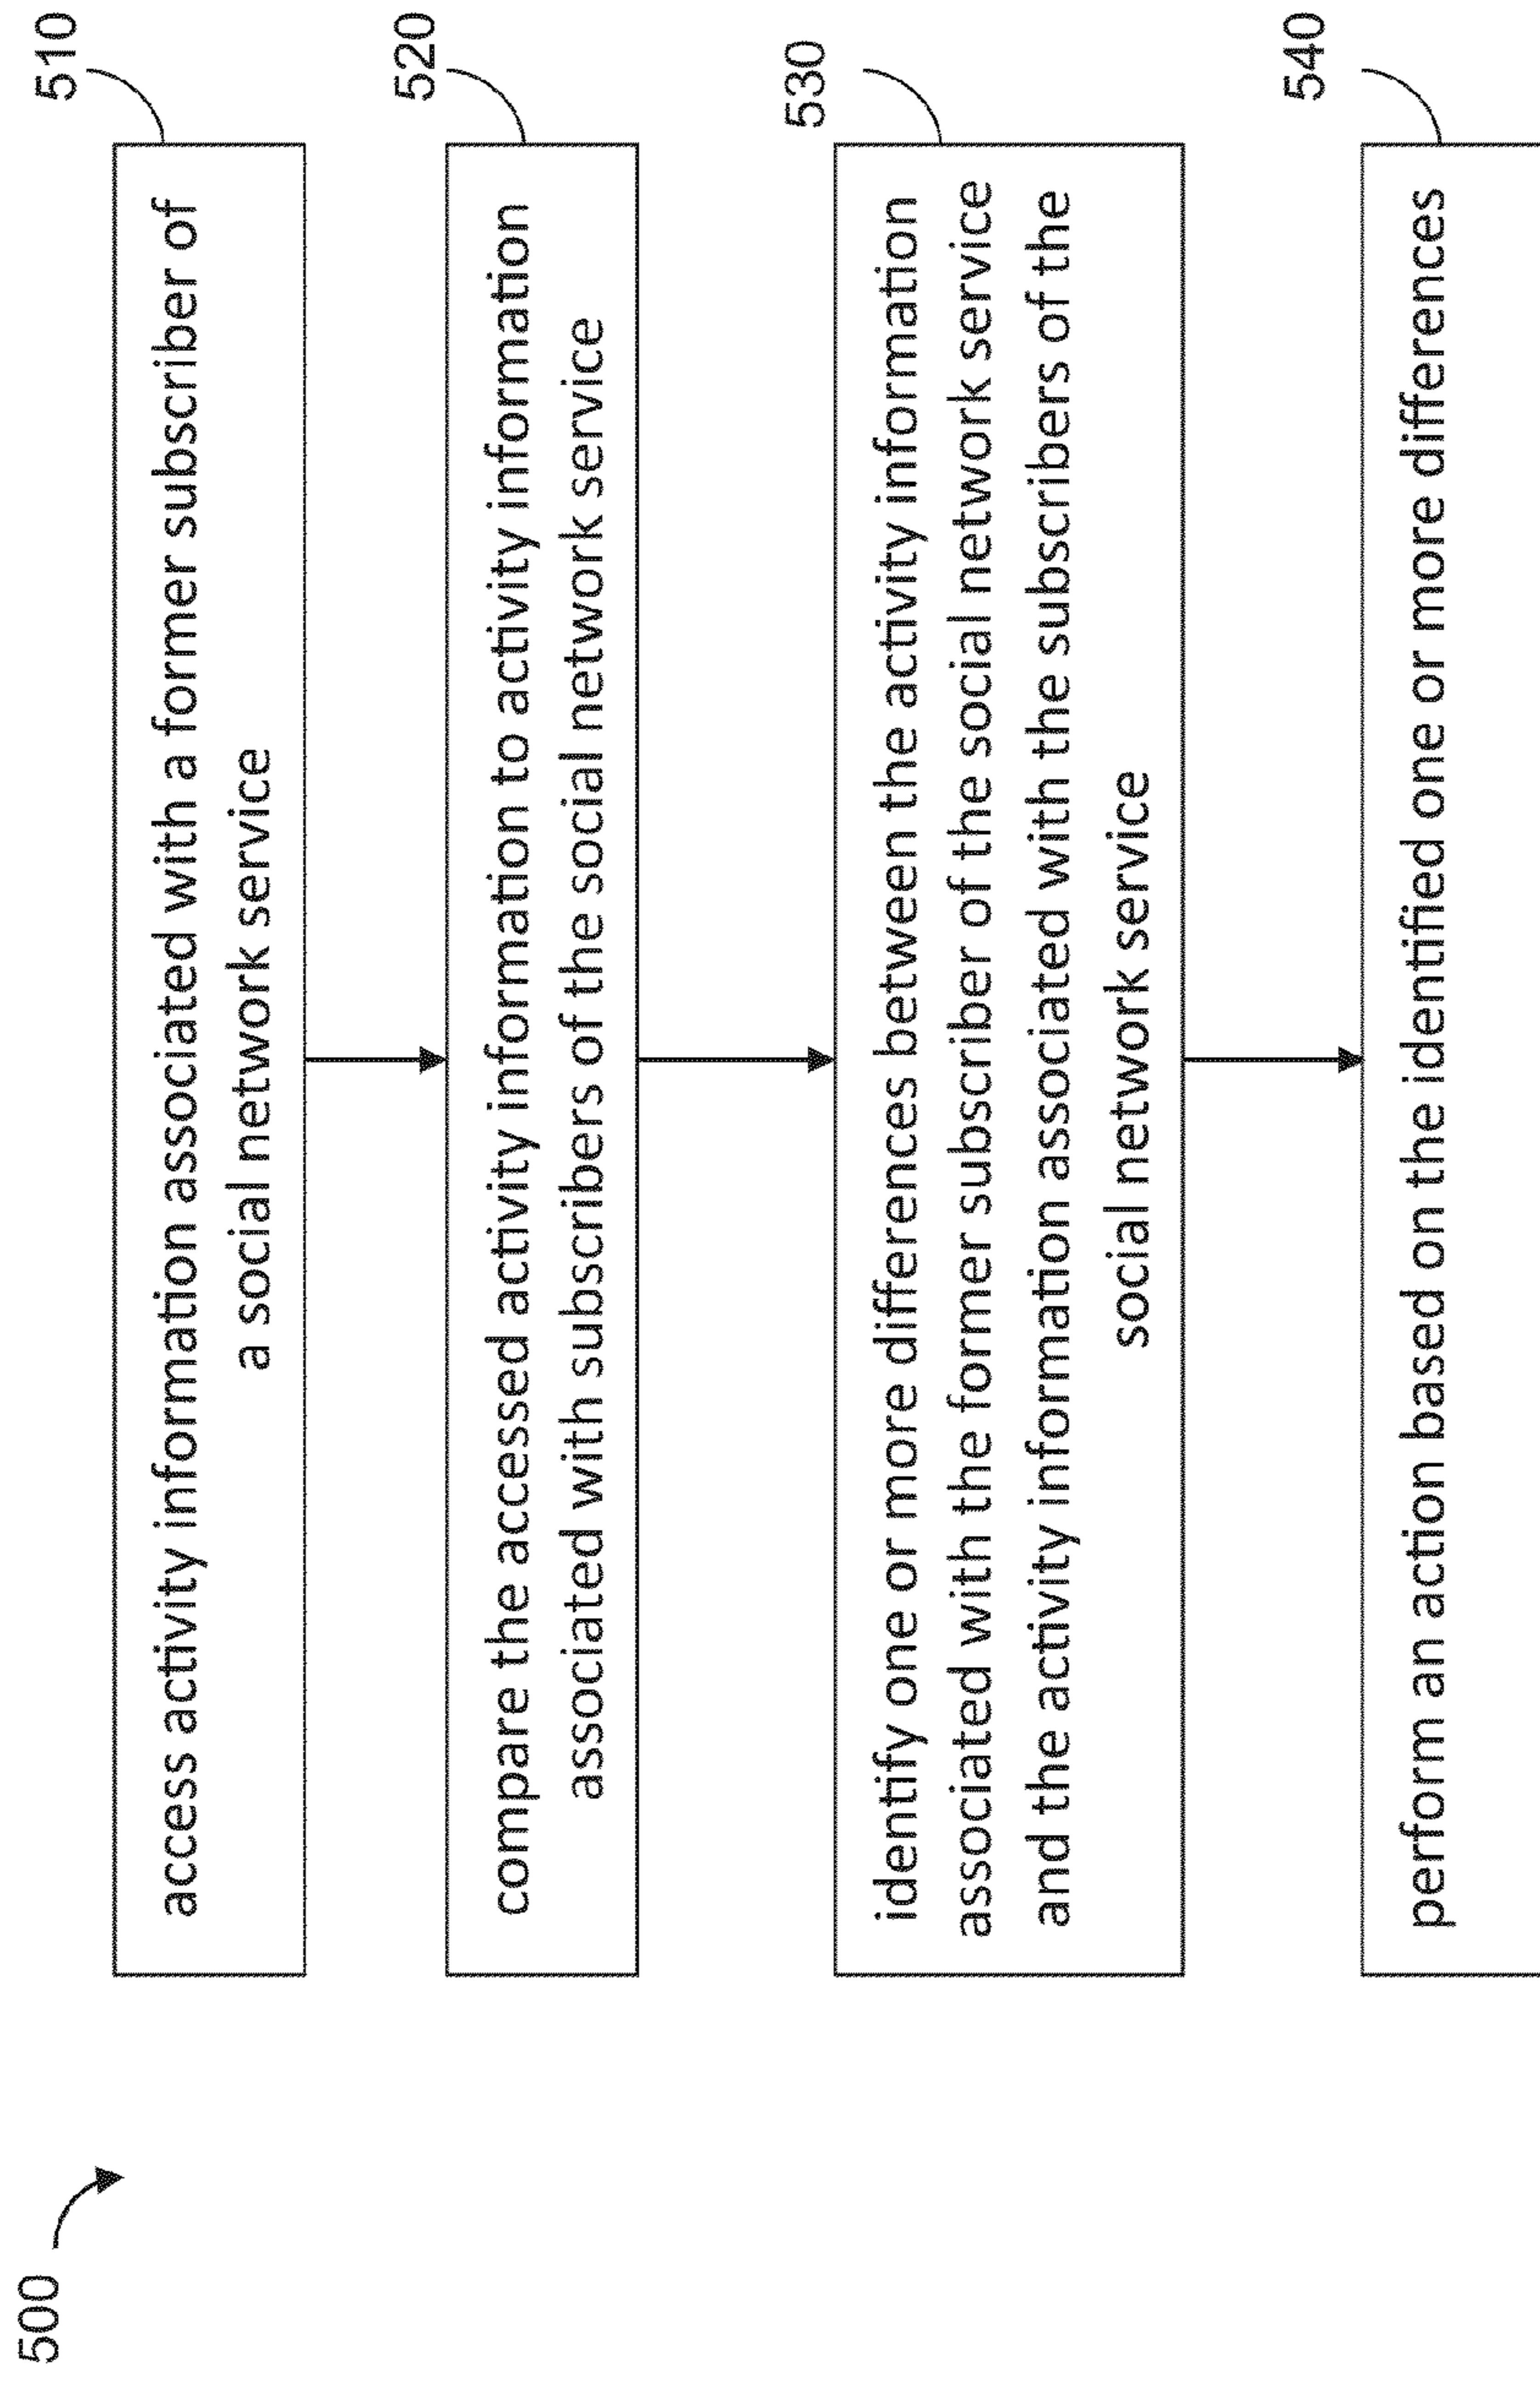 500
510
access activity information associated with a former subscriber of
a social network service
520
compare the accessed activity information to activity information
associated with subscribers of the social network service
530
identify one or more differences between the activity information
associated with the former subscriber of the social network service
and the activity information associated with the subscribers of the
social network service
540
perform an action based on the identified one or more differences